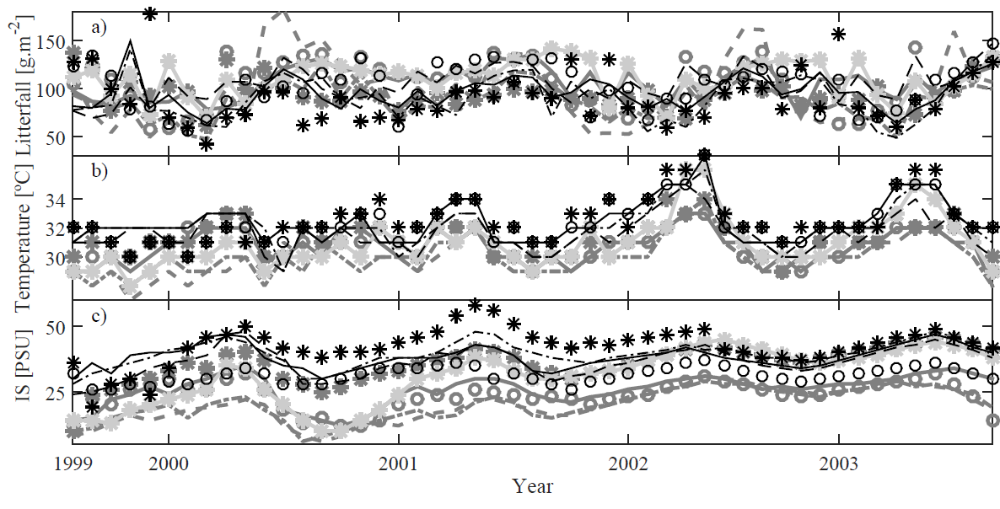 a)
Litterfall [g.m-2]
150
100
50
b)
Temperature [ºC]
34
32
30
c)
IS [PSU]
50
25
1999 2000 2001 2002 2003
Year